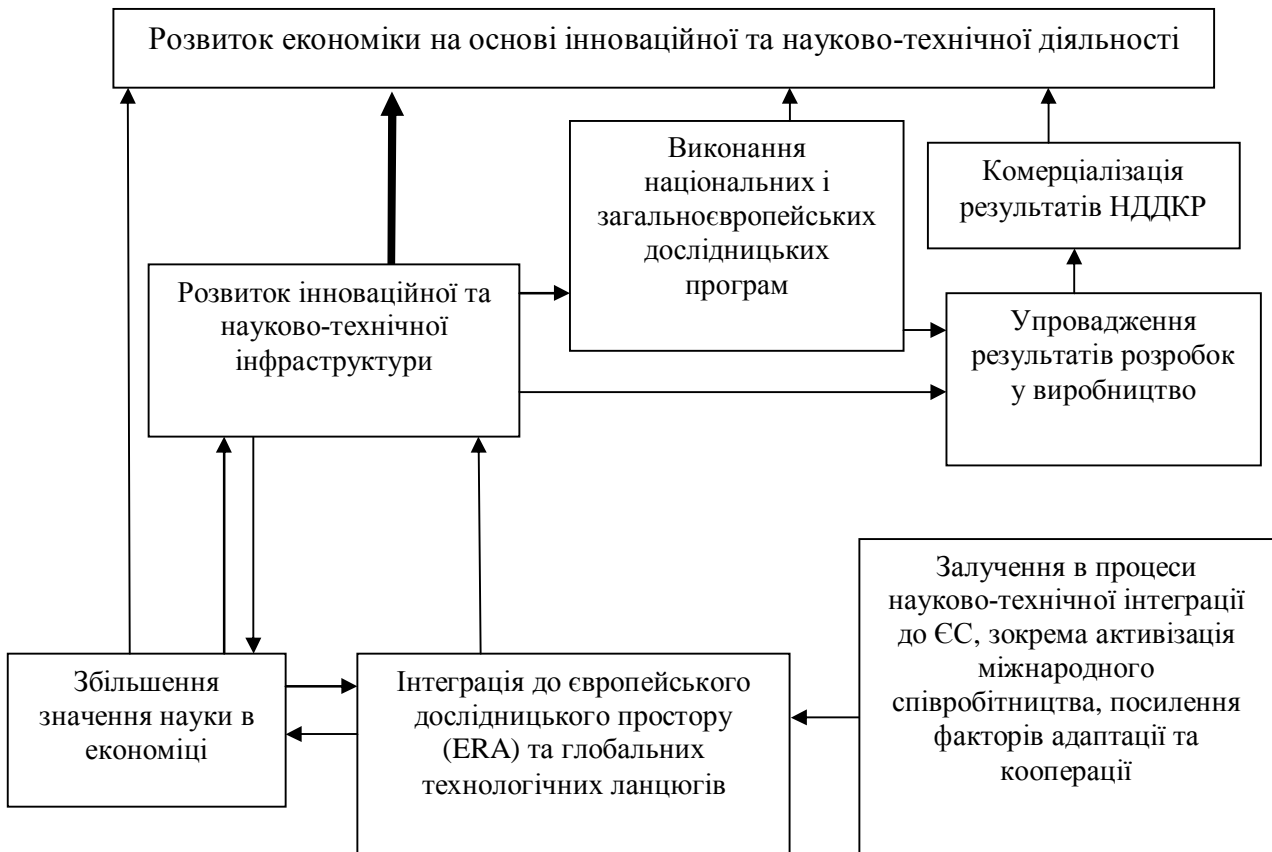 Розвиток економіки на основі інноваційної та науково-технічної діяльності
Виконання
національних і
загальноєвропейських
дослідницьких
програм
Комерціалізація
результатів НДДКР
Розвиток інноваційної та
науково-технічної
інфраструктури
Упровадження
результатів розробок
у виробництво
Збільшення
значення науки в
економіці
Інтеграція до європейського
дослідницького простору
(ERA) та глобальних
технологічних ланцюгів
Залучення в процеси
науково-технічної інтеграції
до ЄС, зокрема активізація
міжнародного
співробітництва, посилення
факторів адаптації та
кооперації